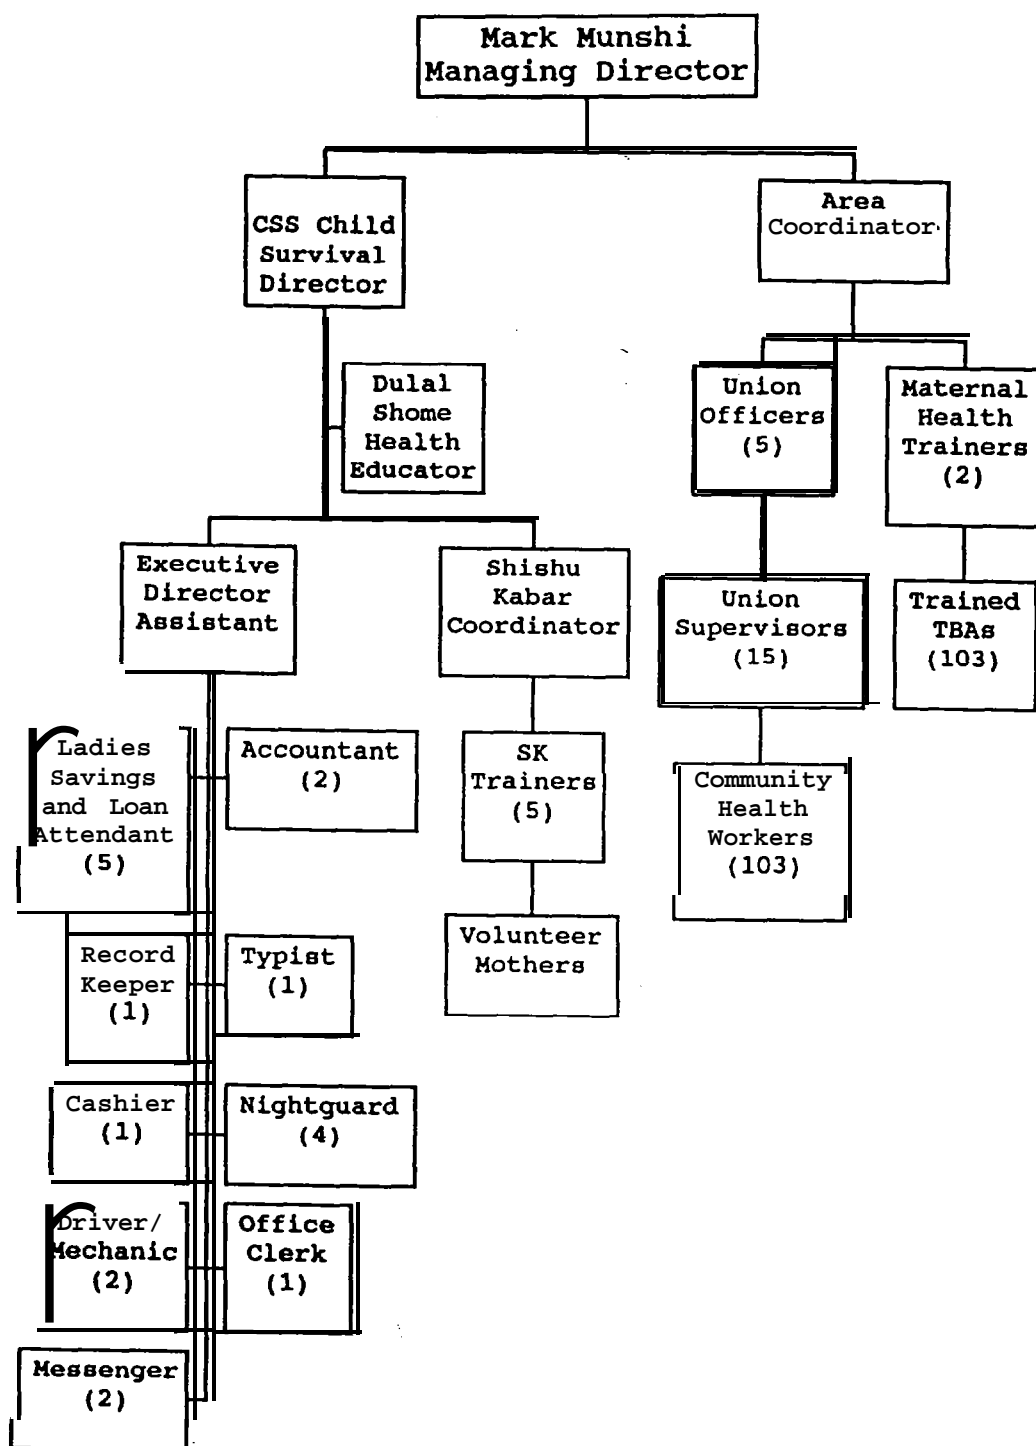 Mark Munshi
Managing Director
CSS Child
Survival
Director
Area
Coordinator
Dulal
Shome
Health
Educator
Union
Officers
(5)
Maternal
Health
Trainers
(2)
Executive
Director
Assistant
Shishu
Kabar
Coordinator
Union
Supervisors
(15)
Trained
TBAs
(103)
Ladies
Savings
and Loan
Attendant
(5)
Accountant
(2)
SK
Trainers
(5)
Community
Health
Workers
(103)
Record
Keeper
(1)
Typist
(1)
Volunteer
Mothers
Cashier
(1)
Nightguard
(4)
Driver/
Mechanic
(2)
Office
Clerk
(1)
Messenger
(2)